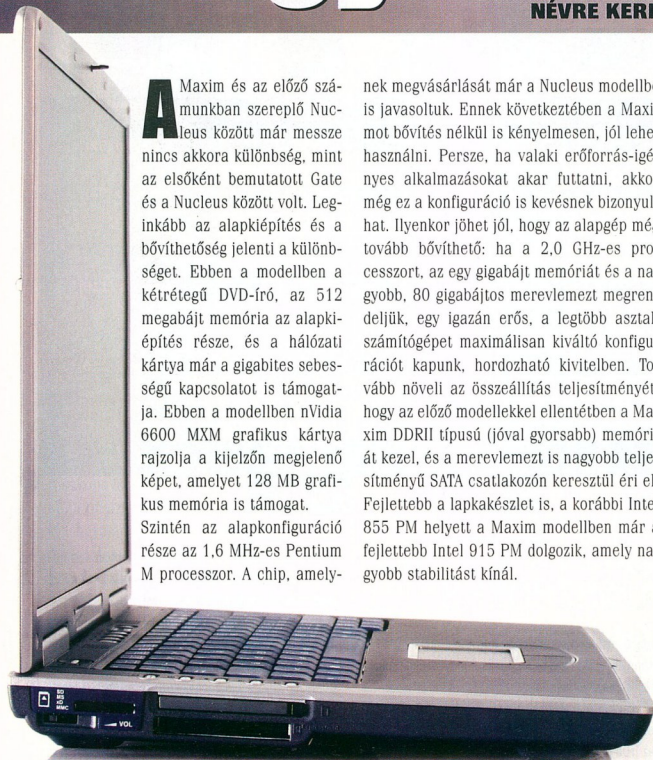 NÉVRE KERE
A Maxim és az előző szá-
munkban szereplő Nuc-
leus között már messze
nincs akkora különbség, mint
az elsőként bemutatott Gate
és a Nucleus között volt. Leg-
inkább az alapkiépítés és a
bővíthetőség jelenti a különb-
séget. Ebben a modellben a
kétrétegű DVD-író, az 512
megabájt memória az alapki-
építés része, és a hálózati
kártya már a gigabites sebes-
ségű kapcsolatot is támogat-
ja. Ebben a modellben nVidia
6600 MXM grafikus kártya
rajzolja a kijelzőn megjelenő
képet, amelyet 128 MB grafi-
kus memória is támogat.
Szintén az alapkonfiguráció
része az 1,6 MHz-es Pentium
M processzor. A chip, amely-
nek megvásárlását már a Nucleus modellbe
is javasoltuk. Ennek következtében a Maxi
mot bővítés nélkül is kényelmesen, jól lehe
használni. Persze, ha valaki erőforrás-igé
nyes alkalmazásokat akar futtatni, akko
még ez a konfiguráció is kevésnek bizonyul
hat. Ilyenkor jöhet jól, hogy az alapgép mé
tovább bővíthető: ha a 2,0 GHz-es pro
cesszort, az egy gigabájt memóriát és a na
gyobb, 80 gigabájtos merevlemezt megren
deljük, egy igazán erős, a legtöbb asztal
számítógépet maximálisan kiváltó konfigu
rációt kapunk, hordozható kivitelben. To
vább növeli az összeállítás teljesítményét
hogy az előző modellekkel ellentétben a Ma
xim DDRII típusú (jóval gyorsabb) memóri
át kezel, és a merevlemezt is nagyobb telje
sítményű SATA csatlakozón keresztül éri el
Fejlettebb a lapkakészlet is, a korábbi Inte
855 PM helyett a Maxim modellben már a
fejlettebb Intel 915 PM dolgozik, amely na
gyobb stabilitást kínál.
SD
MS
xD
MMC
VOL